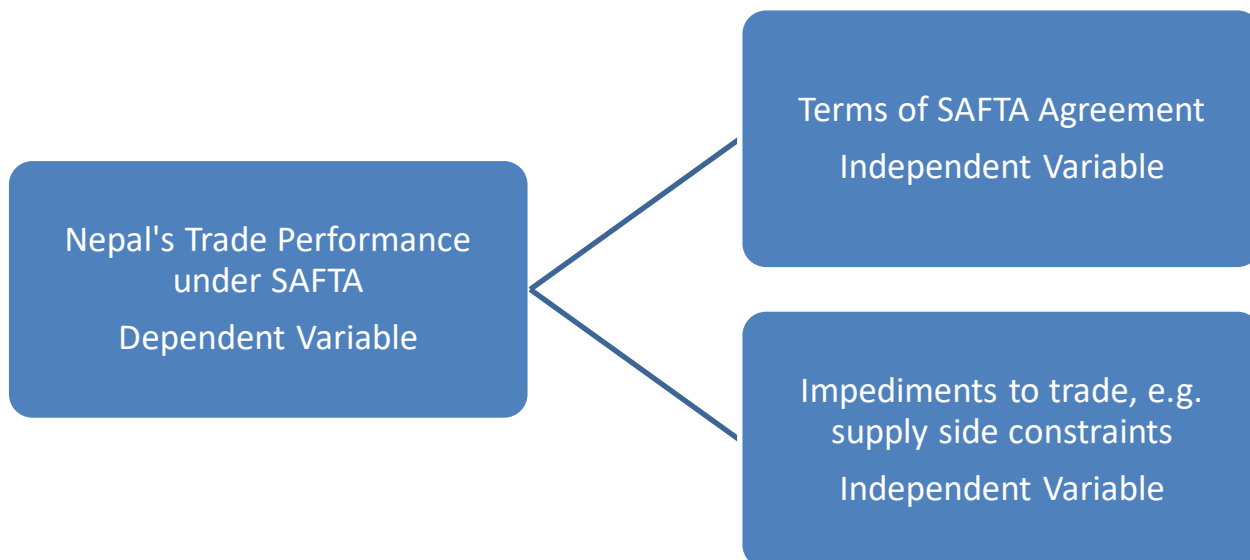 Nepal's Trade Performance
under SAFTA
Dependent Variable
Terms of SAFTA Agreement
Independent Variable
Impediments to trade, e.g.
supply side constraints
Independent Variable